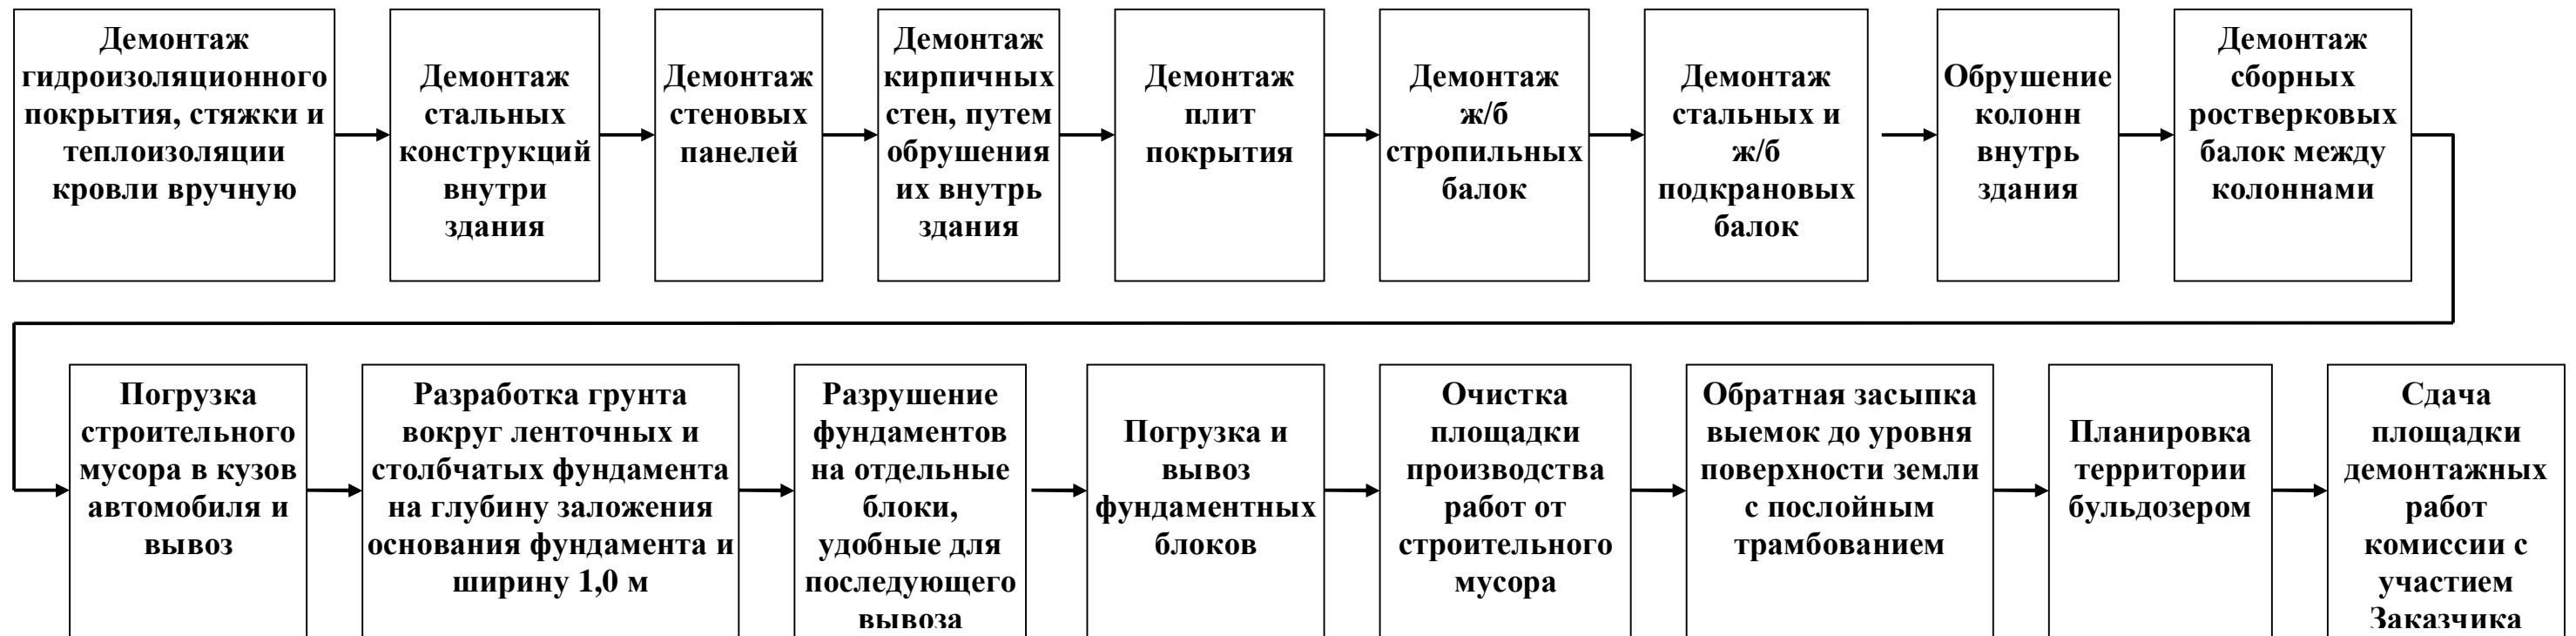 Демонтаж
гидроизоляционного
покрытия, стяжки и
теплоизоляции
кровли вручную
Демонтаж
стальных
конструкций
внутри
здания
Демонтаж
стеновых
панелей
Демонтаж
кирпичных
стен, путем
обрушения
их внутрь
здания
Демонтаж
плит
покрытия
Демонтаж
ж/б
стропильных
балок
Демонтаж
стальных и
ж/б
подкрановых
балок
Обрушение
колонн
внутрь
здания
Демонтаж
сборных
ростверковых
балок между
колоннами
Погрузка
строительного
мусора в кузов
автомобиля и
вывоз
Разработка грунта
вокруг ленточных и
столбчатых фундамента
на глубину заложения
основания фундамента и
ширину 1,0 м
Разрушение
фундаментов
на отдельные
блоки,
удобные для
последующего
вывоза
Погрузка и
вывоз
фундаментных
блоков
Очистка
площадки
производства
работ от
строительного
мусора
Обратная засыпка
выемок до уровня
поверхности земли
с послойным
трамбованием
Планировка
территории
бульдозером
Сдача
площадки
демонтажных
работ
комиссии с
участием
Заказчика